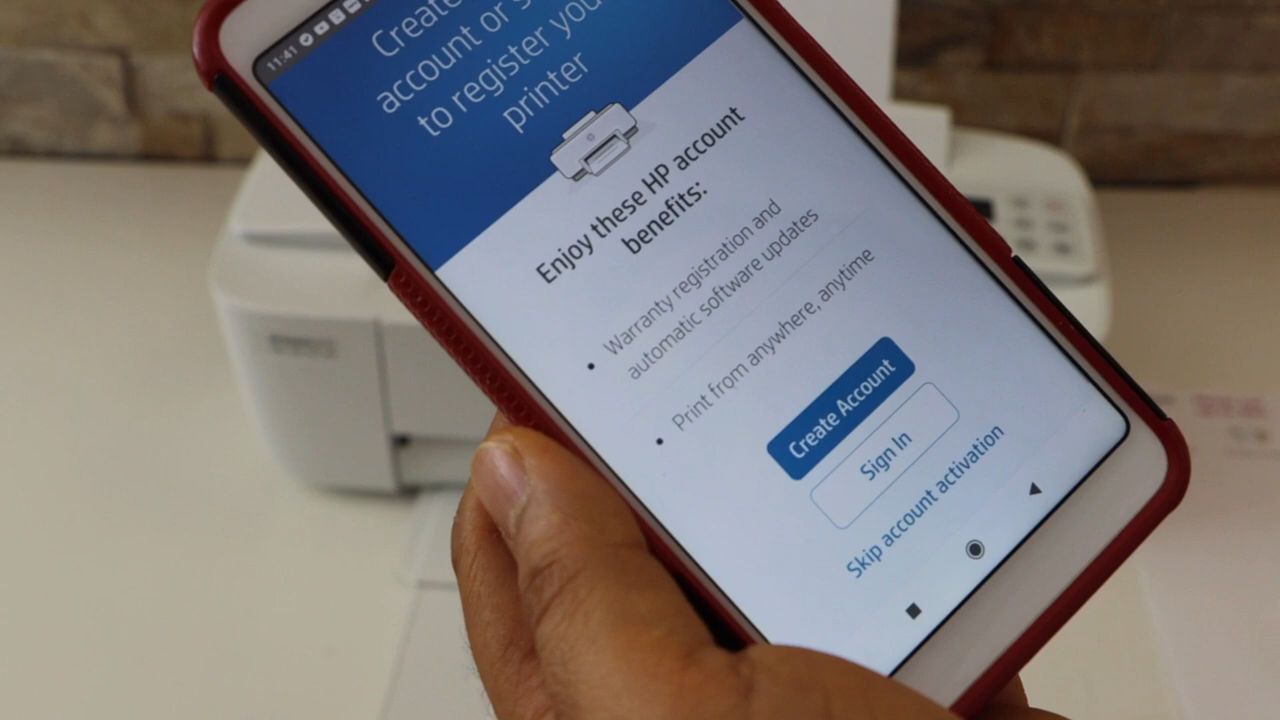 11:41
Create
account or s
to register you
printer
Enjoy these HP account
benefits:
• Warranty registration and
automatic software updates
• Print from anywhere, anytime
Create Account
Sign In
Skip account activation